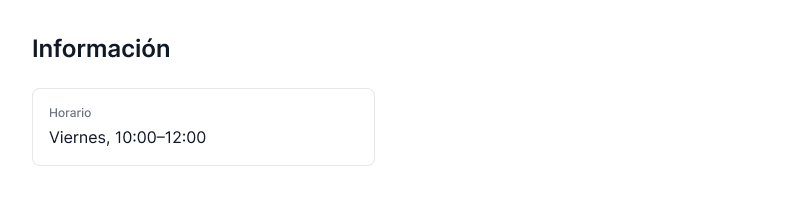 Información
Horario
Viernes, 10:00–12:00